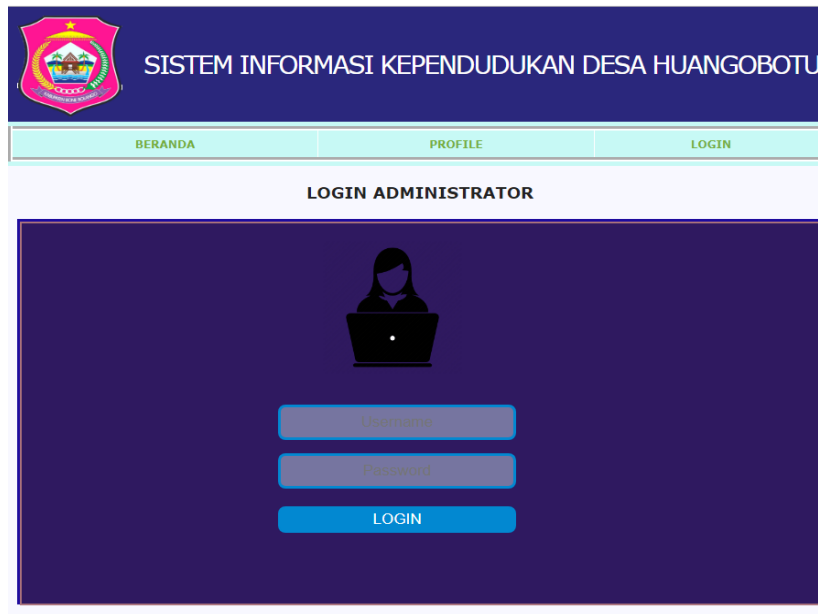 SISTEM INFORMASI KEPENDUDUKAN DESA HUANGOBOTU
BERANDA PROFILE LOGIN
LOGIN ADMINISTRATOR
Username
Password
LOGIN